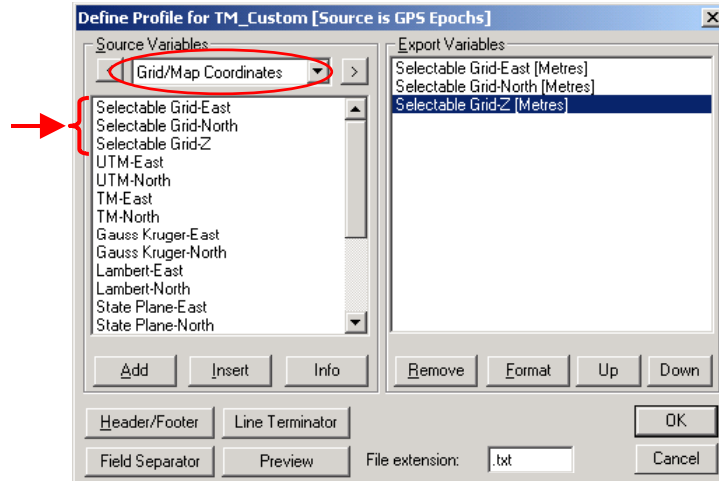 Define Profile for TM_Custom [Source is GPS Epochs]
Source Variables
< Grid/Map Coordinates >
Selectable Grid-East
Selectable Grid-North
Selectable Grid-Z
UTM-East
UTM-North
TM-East
TM-North
Gauss Kruger-East
Gauss Kruger-North
Lambert-East
Lambert-North
State Plane-East
State Plane-North
Add Insert Info
Export Variables
Selectable Grid-East [Metres]
Selectable Grid-North [Metres]
Selectable Grid-Z [Metres]
Remove Format Up Down
Header/Footer Line Terminator OK
Field Separator Preview File extension: .txt Cancel